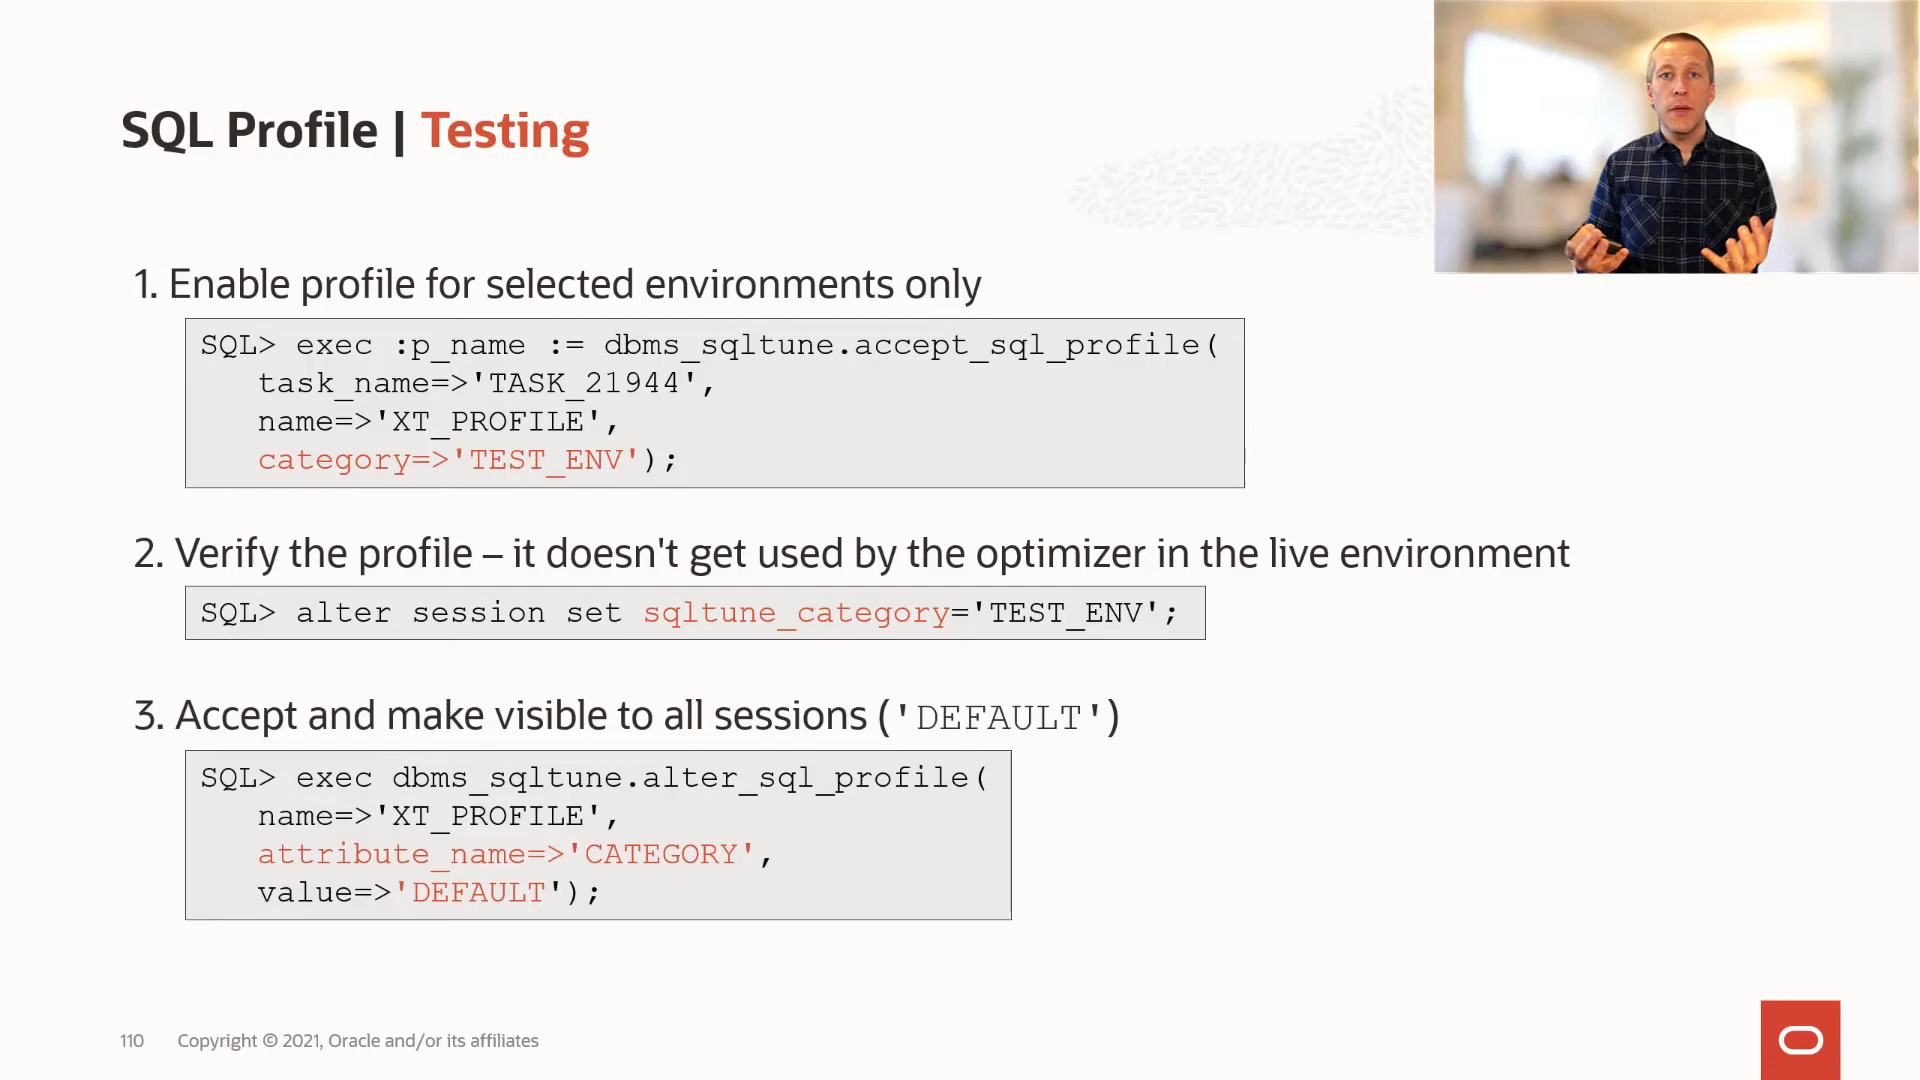 SQL Profile | Testing
1. Enable profile for selected environments only
SQL> exec :p_name := dbms_sqltune.accept_sql_profile(
task_name=>'TASK_21944',
name=>'XT_PROFILE',
category=>'TEST_ENV');
2. Verify the profile – it doesn't get used by the optimizer in the live environment
SQL> alter session set sqltune_category='TEST_ENV';
3. Accept and make visible to all sessions ('DEFAULT')
SQL> exec dbms_sqltune.alter_sql_profile(
name=>'XT_PROFILE',
attribute_name=>'CATEGORY',
value=>'DEFAULT');
110 Copyright © 2021, Oracle and/or its affiliates